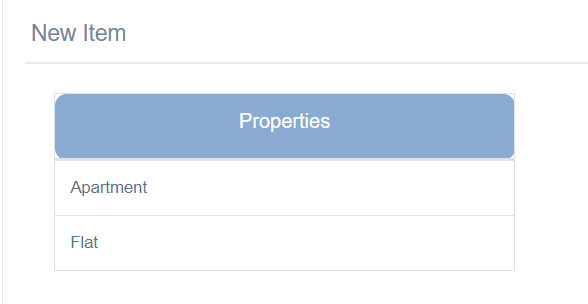 New Item
Properties
Apartment
Flat